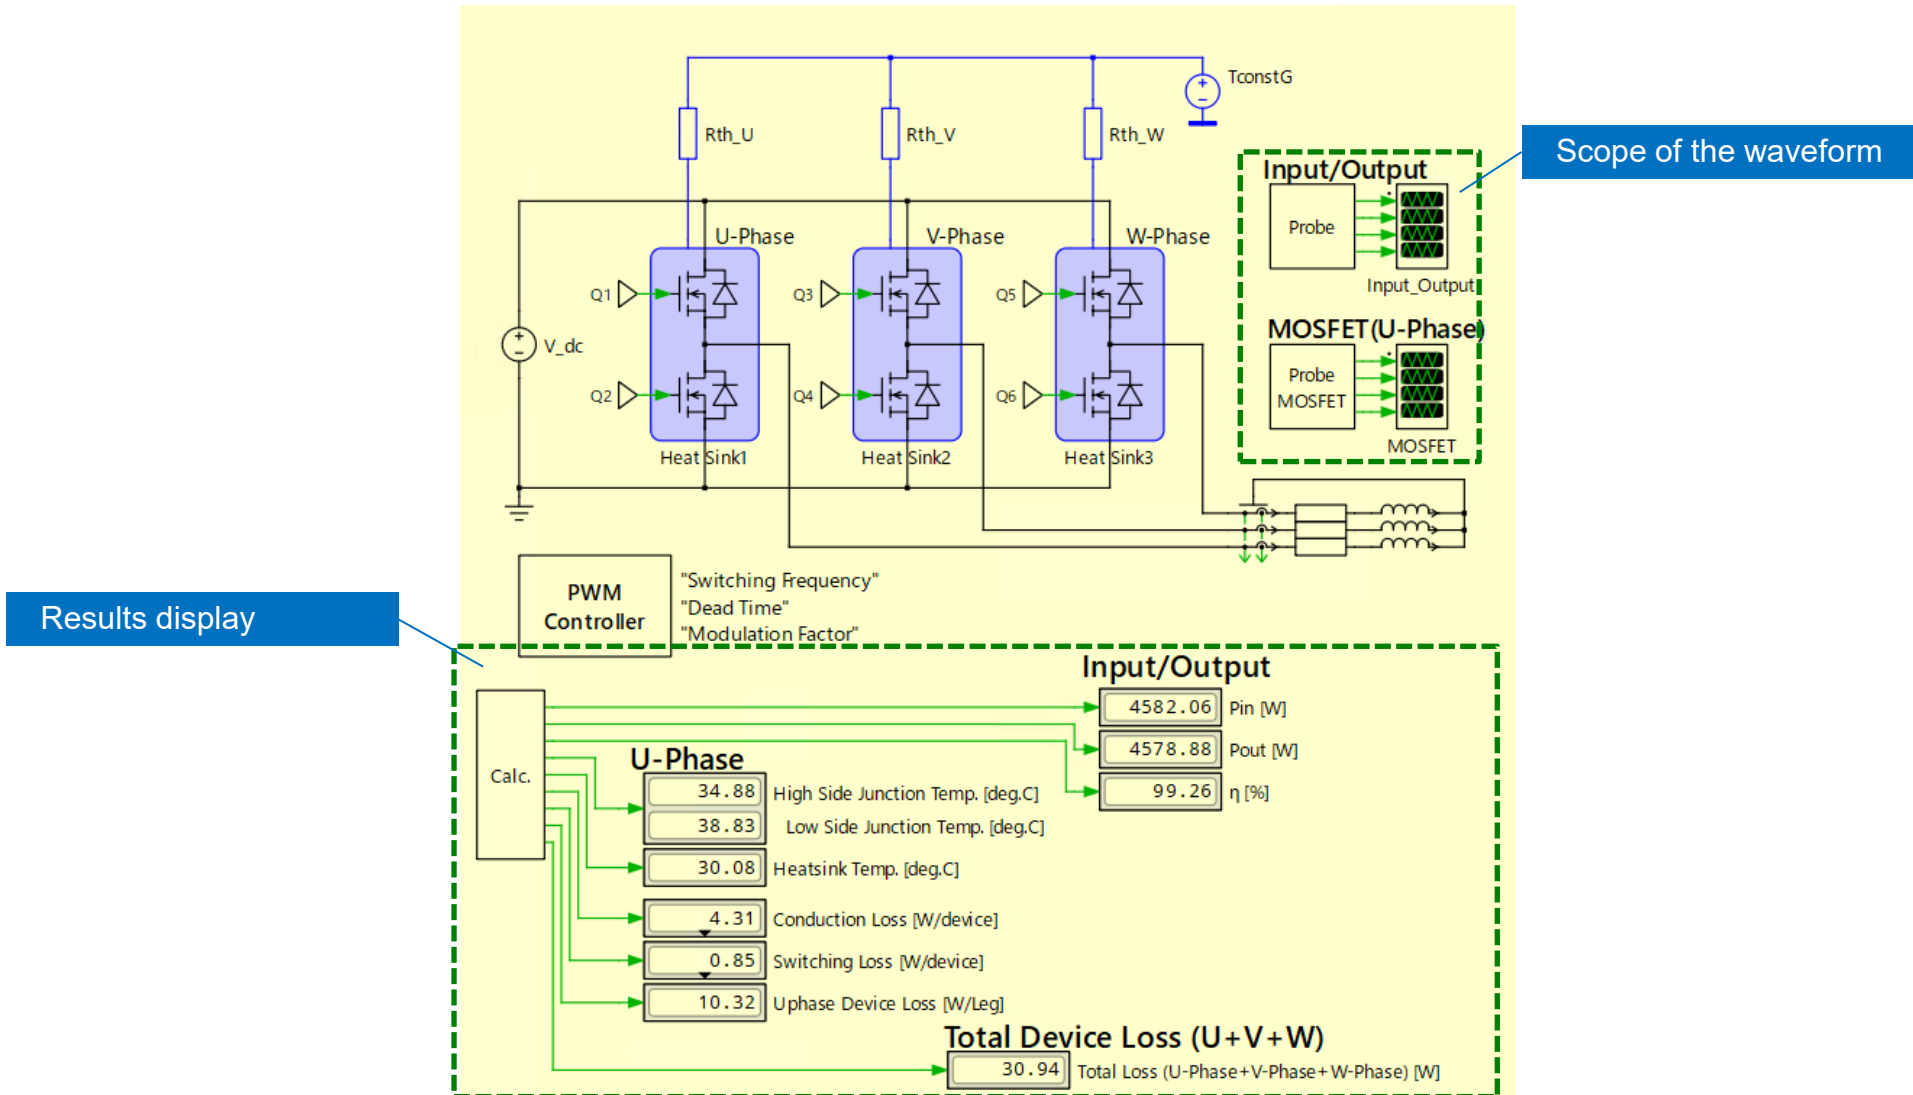 TconstG
Rth_U
Rth_V
Rth_W
Scope of the waveform
Input/Output
Probe
Input_Output
U-Phase
V-Phase
W-Phase
Q1
Q3
Q5
MOSFET(U-Phase)
V_dc
Probe
MOSFET
Q2
Q4
Q6
MOSFET
Heat Sink1
Heat Sink2
Heat Sink3
PWM
Controller
"Switching Frequency"
"Dead Time"
"Modulation Factor"
Results display
Input/Output
4582.06 Pin [W]
4578.88 Pout [W]
99.26 η [%]
Calc.
U-Phase
34.88 High Side Junction Temp. [deg.C]
38.83 Low Side Junction Temp. [deg.C]
30.08 Heatsink Temp. [deg.C]
4.31 Conduction Loss [W/device]
0.85 Switching Loss [W/device]
10.32 Uphase Device Loss [W/Leg]
Total Device Loss (U+V+W)
30.94 Total Loss (U-Phase+V-Phase+W-Phase) [W]